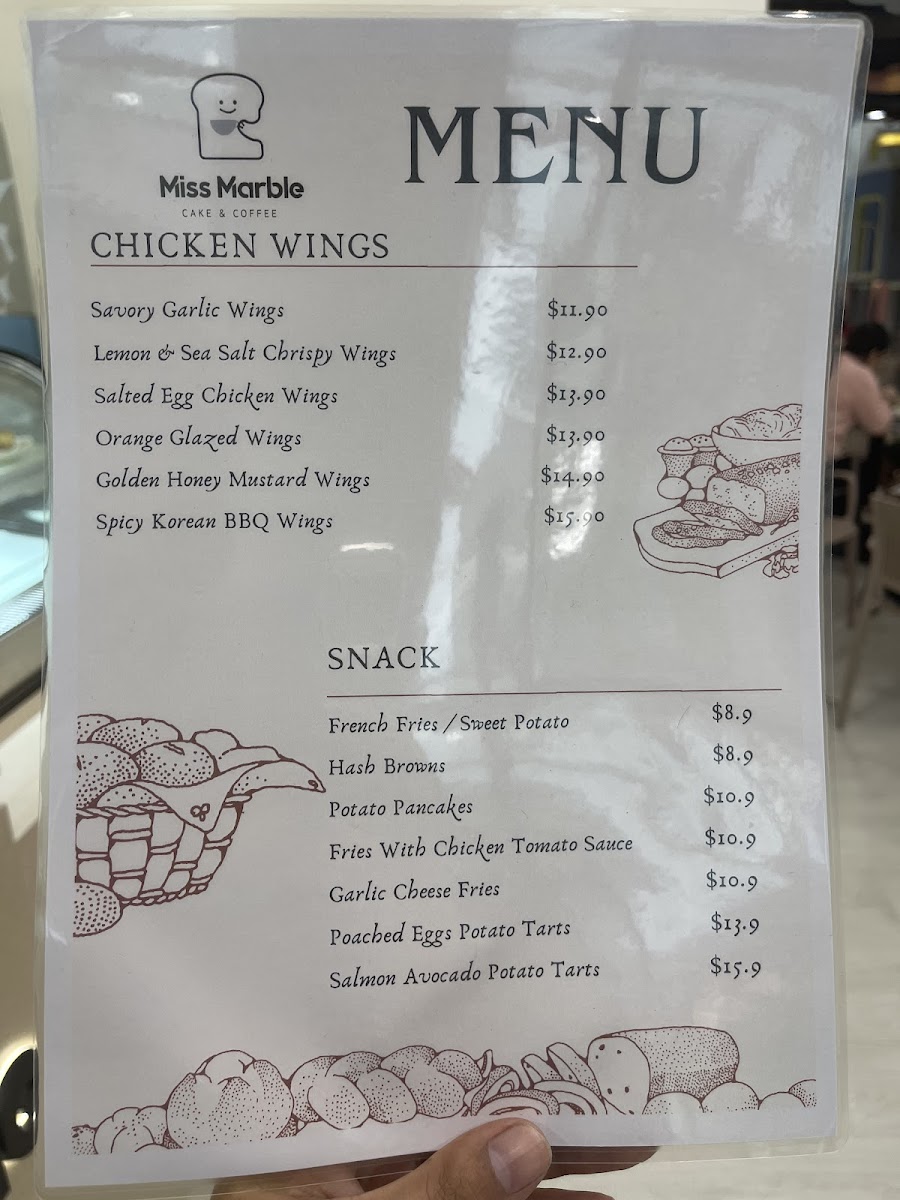 Miss Marble
CAKE & COFFEE
MENU
CHICKEN WINGS
Savory Garlic Wings $11.90
Lemon & Sea Salt Chrispy Wings $12.90
Salted Egg Chicken Wings $13.90
Orange Glazed Wings $13.90
Golden Honey Mustard Wings $14.90
Spicy Korean BBQ Wings $15.90
SNACK
French Fries / Sweet Potato $8.9
Hash Browns $8.9
Potato Pancakes $10.9
Fries With Chicken Tomato Sauce $10.9
Garlic Cheese Fries $10.9
Poached Eggs Potato Tarts $13.9
Salmon Avocado Potato Tarts $15.9